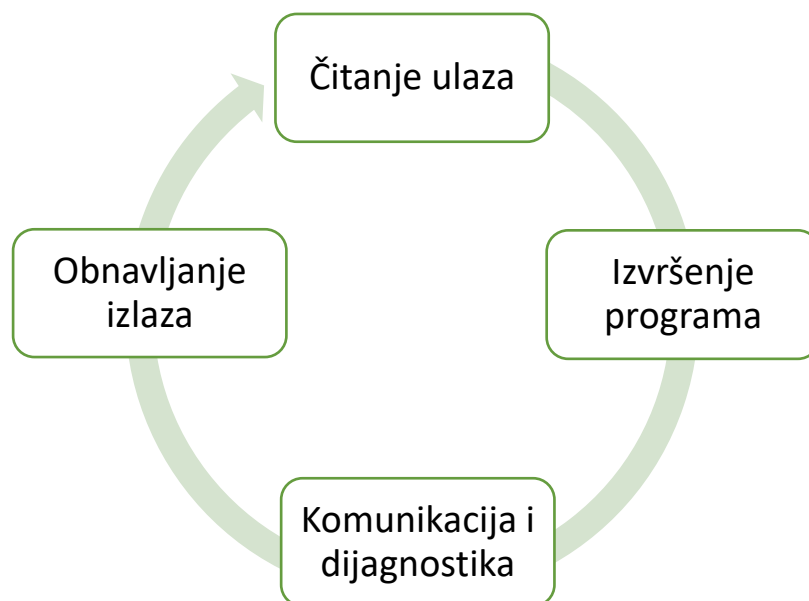 Čitanje ulaza
Obnavljanje
izlaza
Izvršenje
programa
Komunikacija i
dijagnostika